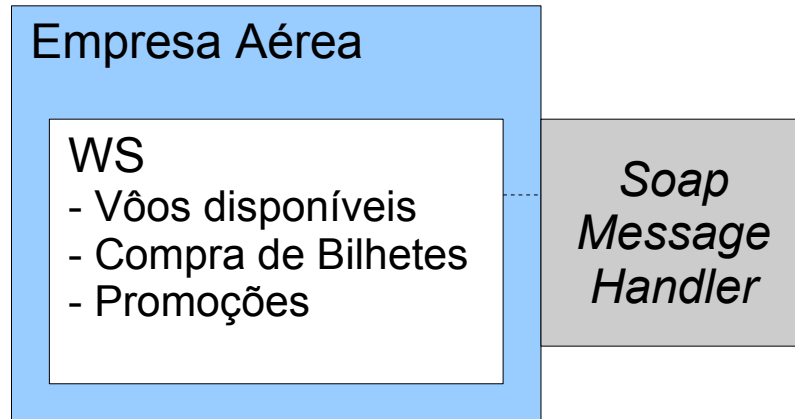 Empresa Aérea
WS
- Vôos disponíveis
- Compra de Bilhetes
- Promoções
Soap
Message
Handler